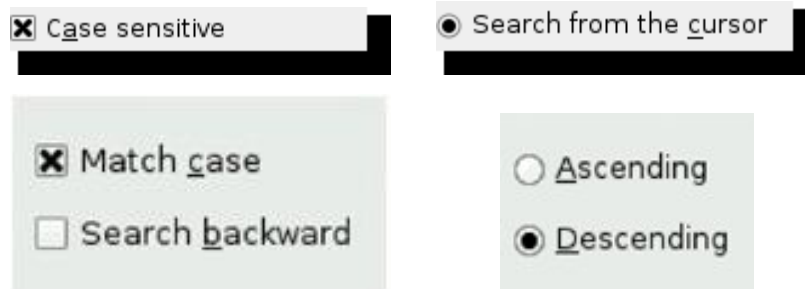 Case sensitive
Search from the cursor
Match case
Search backward
Ascending
Descending